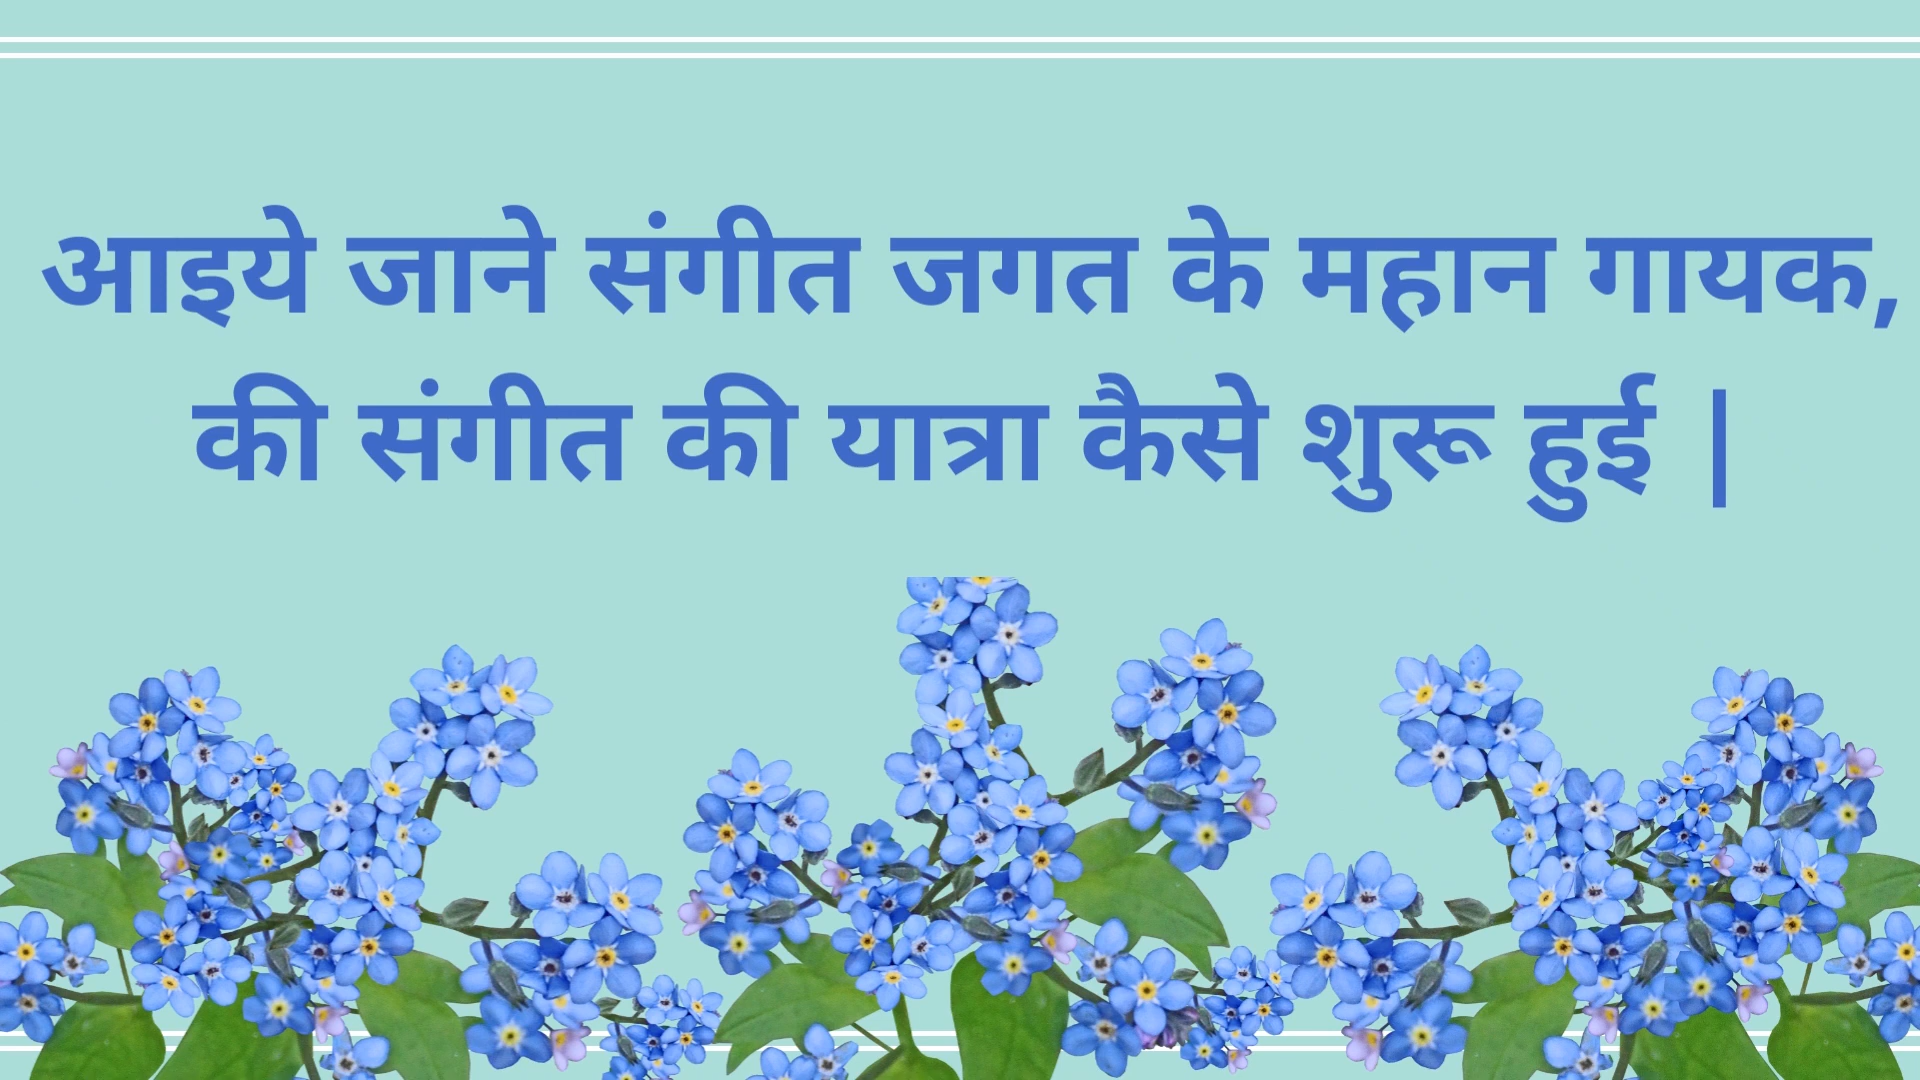 आइये जाने संगीत जगत के महान गायक,
की संगीत की यात्रा कैसे शुरू हुई |